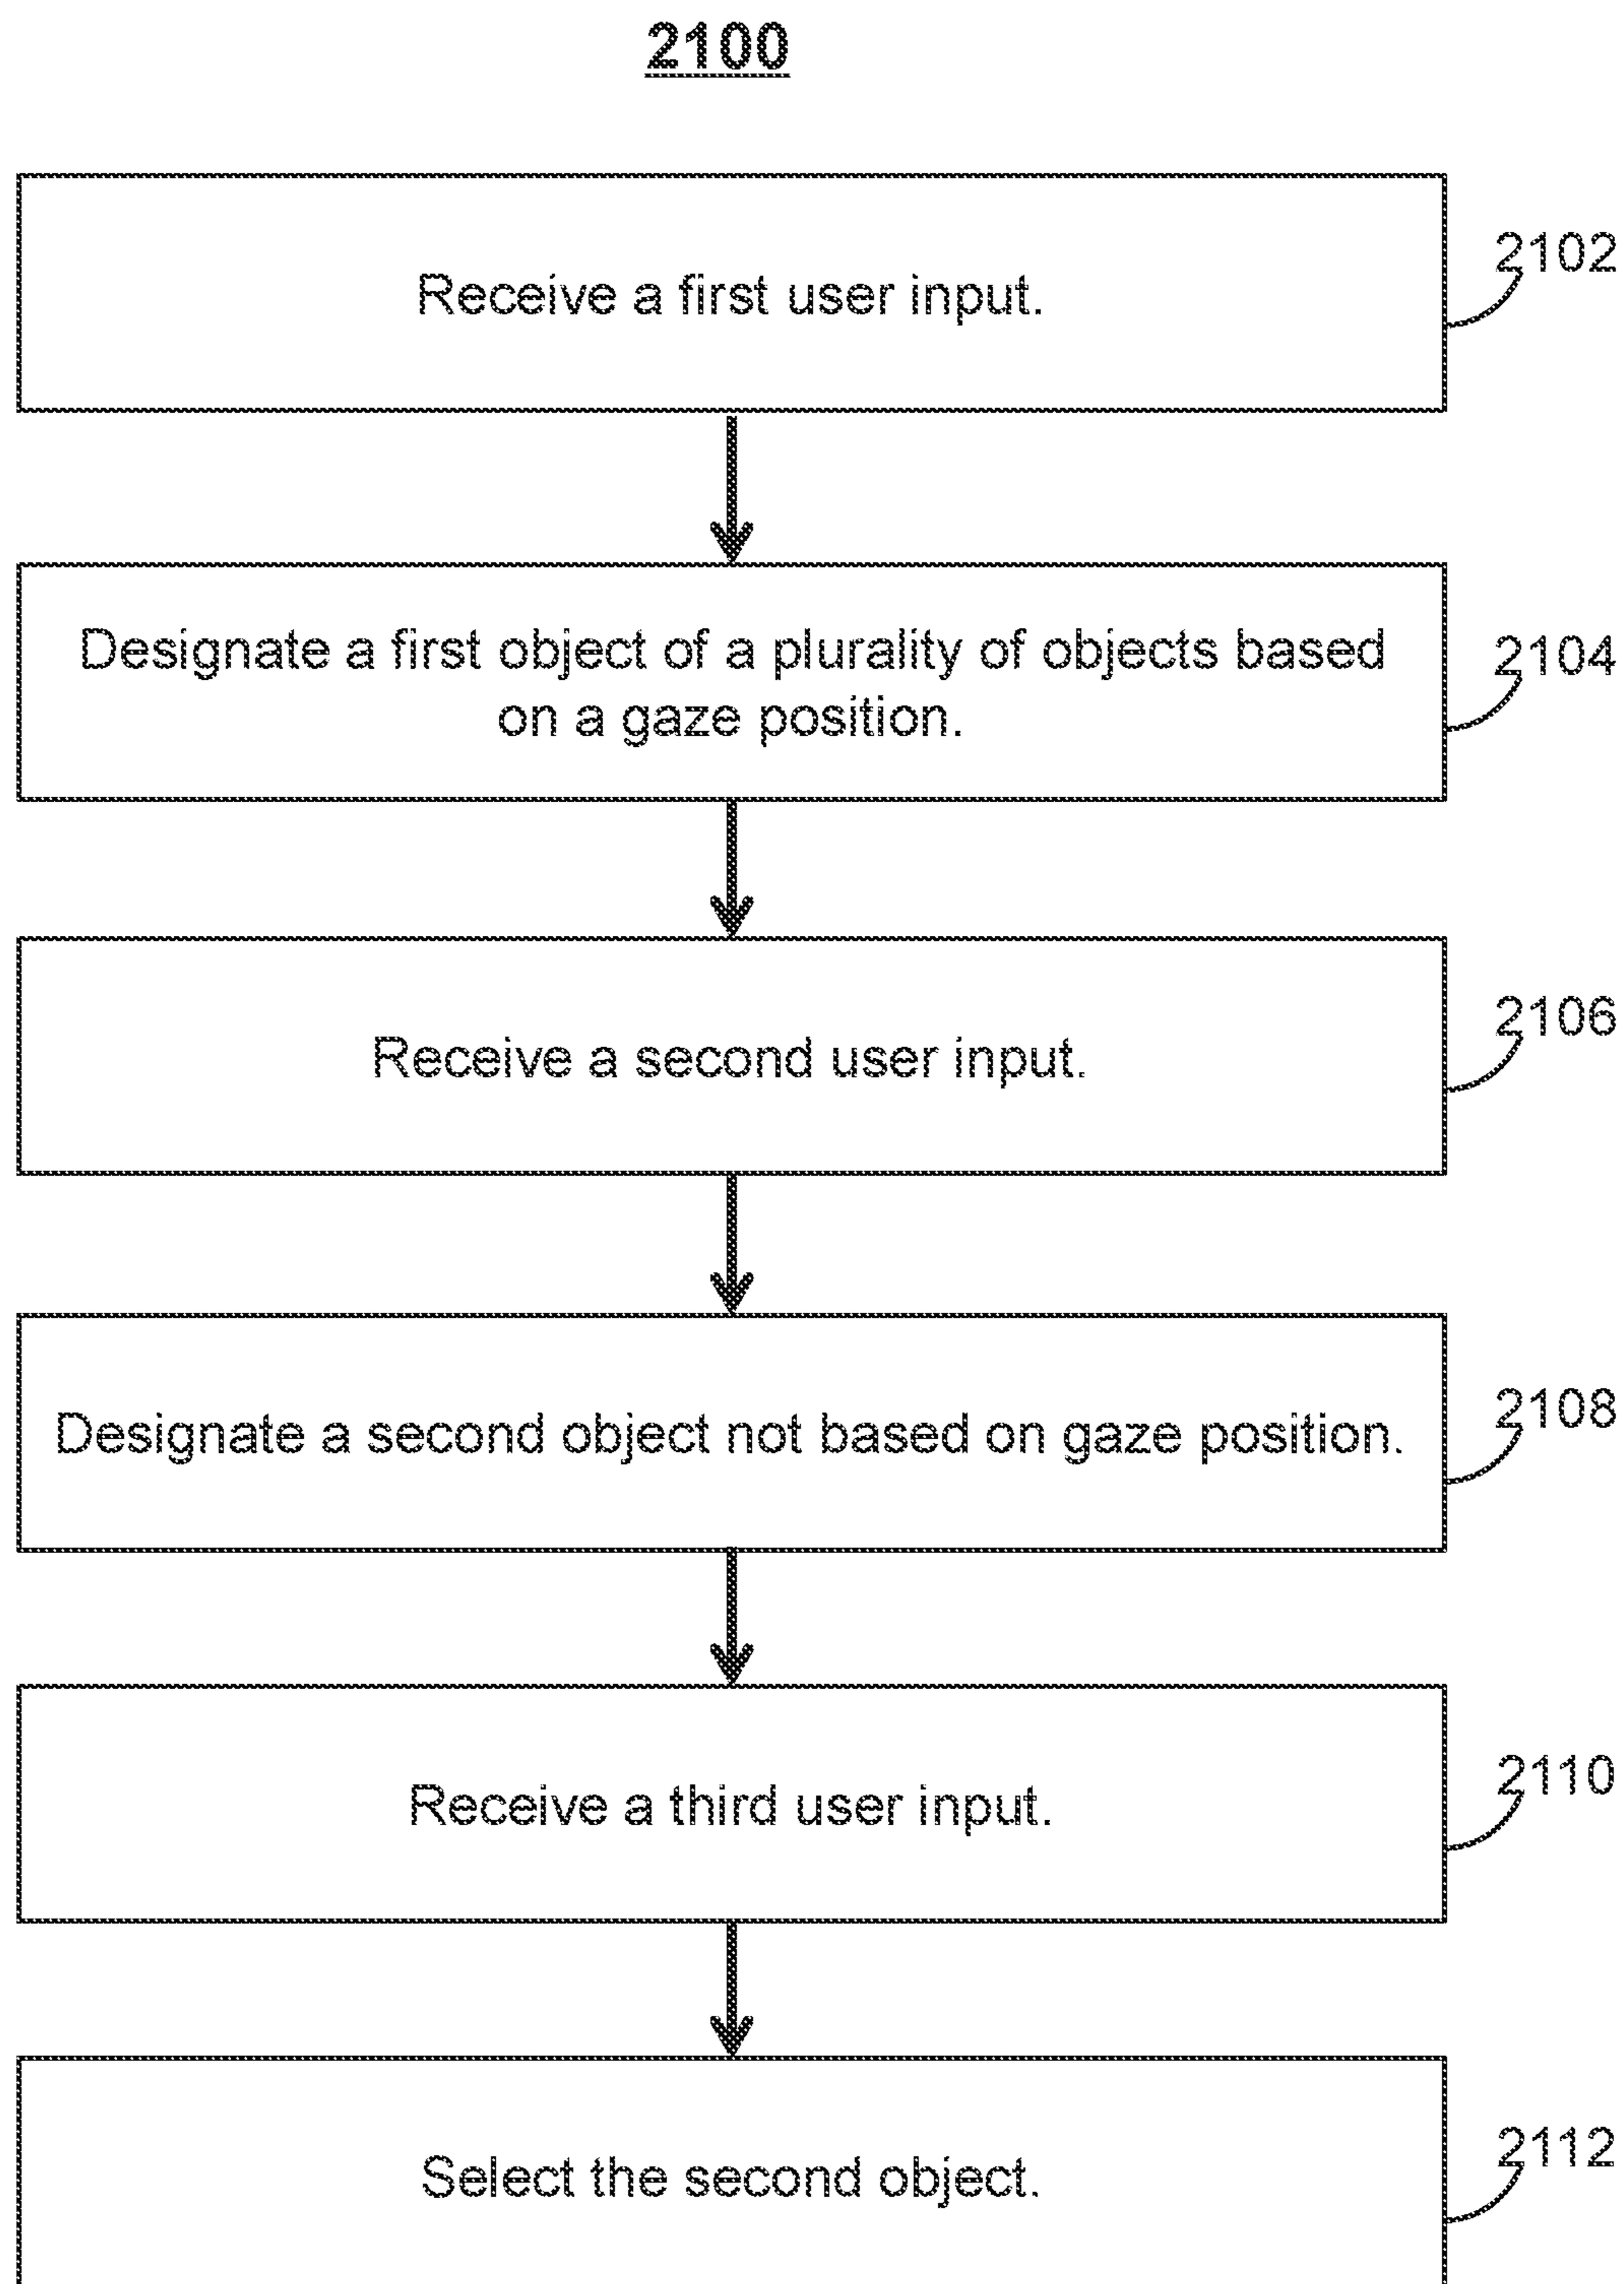 2100
Receive a first user input.
2102
Designate a first object of a plurality of objects based
on a gaze position.
2104
Receive a second user input.
2106
Designate a second object not based on gaze position.
2108
Receive a third user input.
2110
Select the second object.
2112